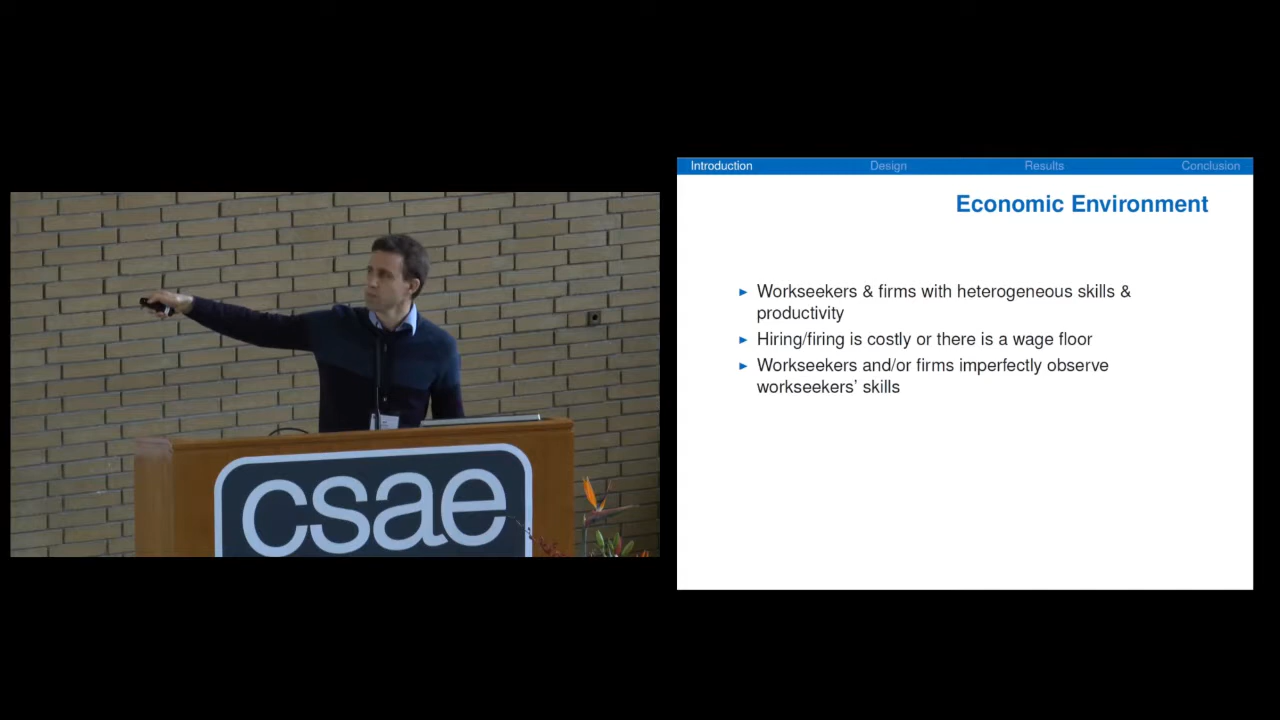 csae
Introduction Design Results Conclusion
Economic Environment
► Workseekers & firms with heterogeneous skills &
productivity
► Hiring/firing is costly or there is a wage floor
► Workseekers and/or firms imperfectly observe
workseekers' skills